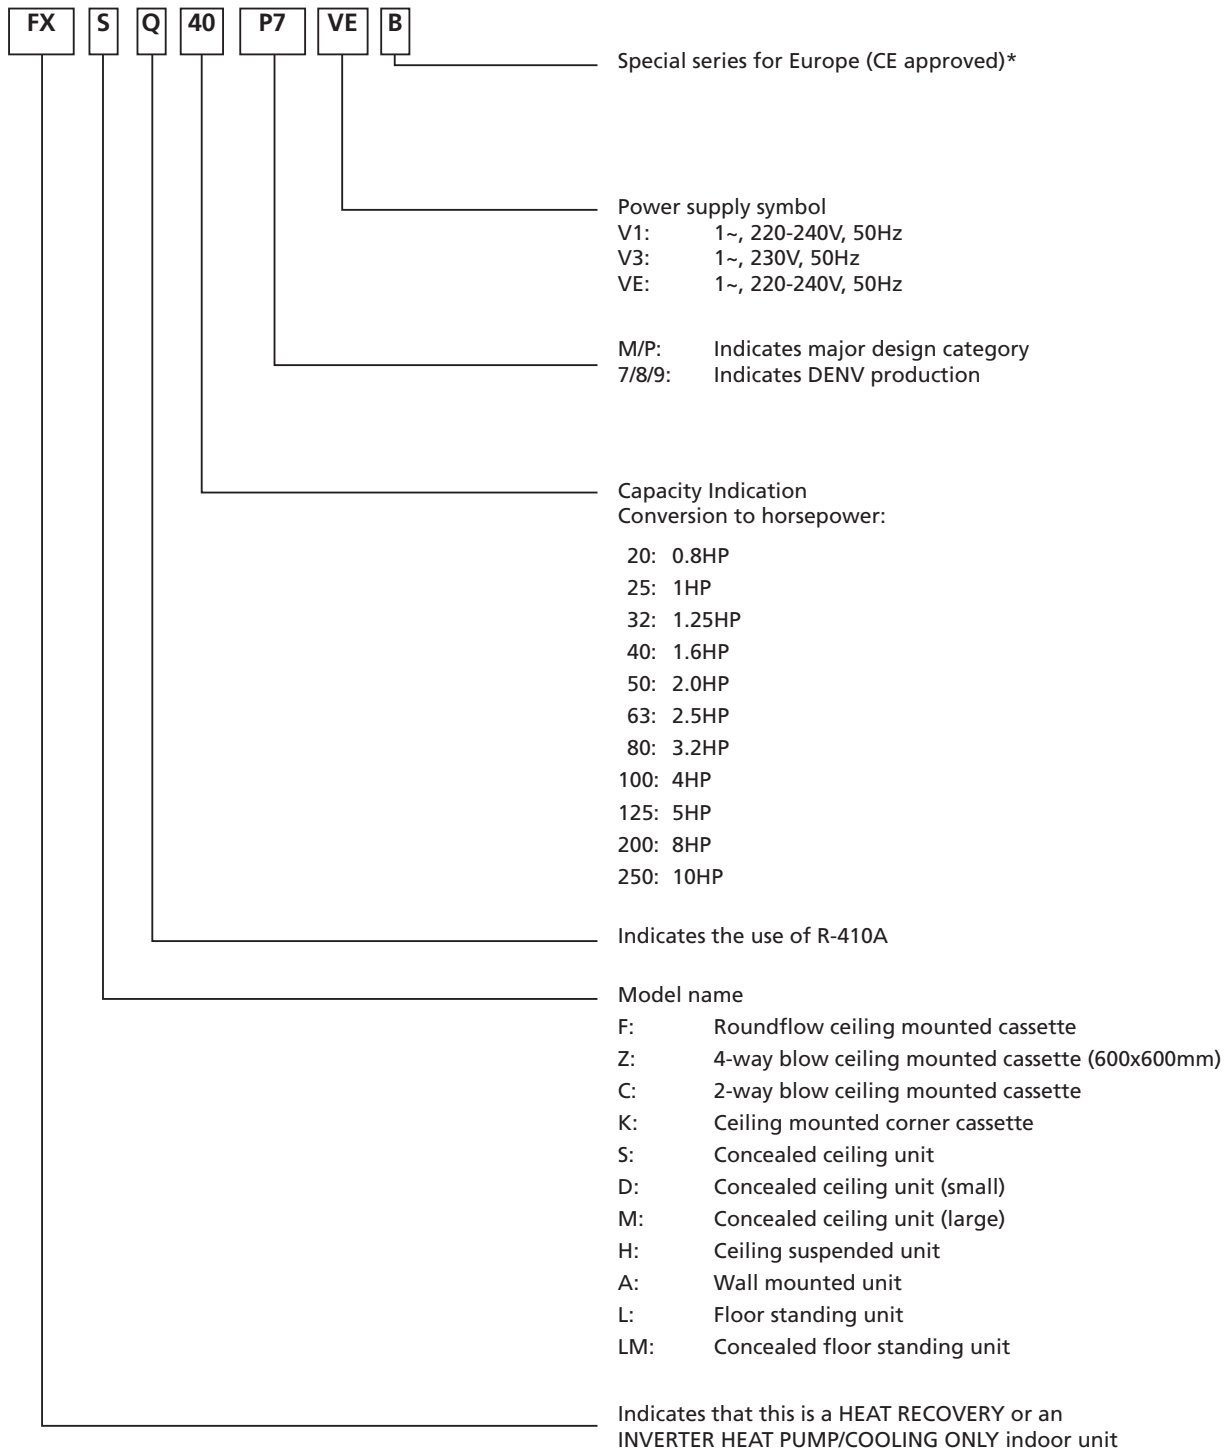 FX S Q 40 P7 VE B
Special series for Europe (CE approved)*
Power supply symbol
V1: 1~, 220-240V, 50Hz
V3: 1~, 230V, 50Hz
VE: 1~, 220-240V, 50Hz
M/P: Indicates major design category
7/8/9: Indicates DENV production
Capacity Indication
Conversion to horsepower:
20: 0.8HP
25: 1HP
32: 1.25HP
40: 1.6HP
50: 2.0HP
63: 2.5HP
80: 3.2HP
100: 4HP
125: 5HP
200: 8HP
250: 10HP
Indicates the use of R-410A
Model name
F: Roundflow ceiling mounted cassette
Z: 4-way blow ceiling mounted cassette (600x600mm)
C: 2-way blow ceiling mounted cassette
K: Ceiling mounted corner cassette
S: Concealed ceiling unit
D: Concealed ceiling unit (small)
M: Concealed ceiling unit (large)
H: Ceiling suspended unit
A: Wall mounted unit
L: Floor standing unit
LM: Concealed floor standing unit
Indicates that this is a HEAT RECOVERY or an
INVERTER HEAT PUMP/COOLING ONLY indoor unit